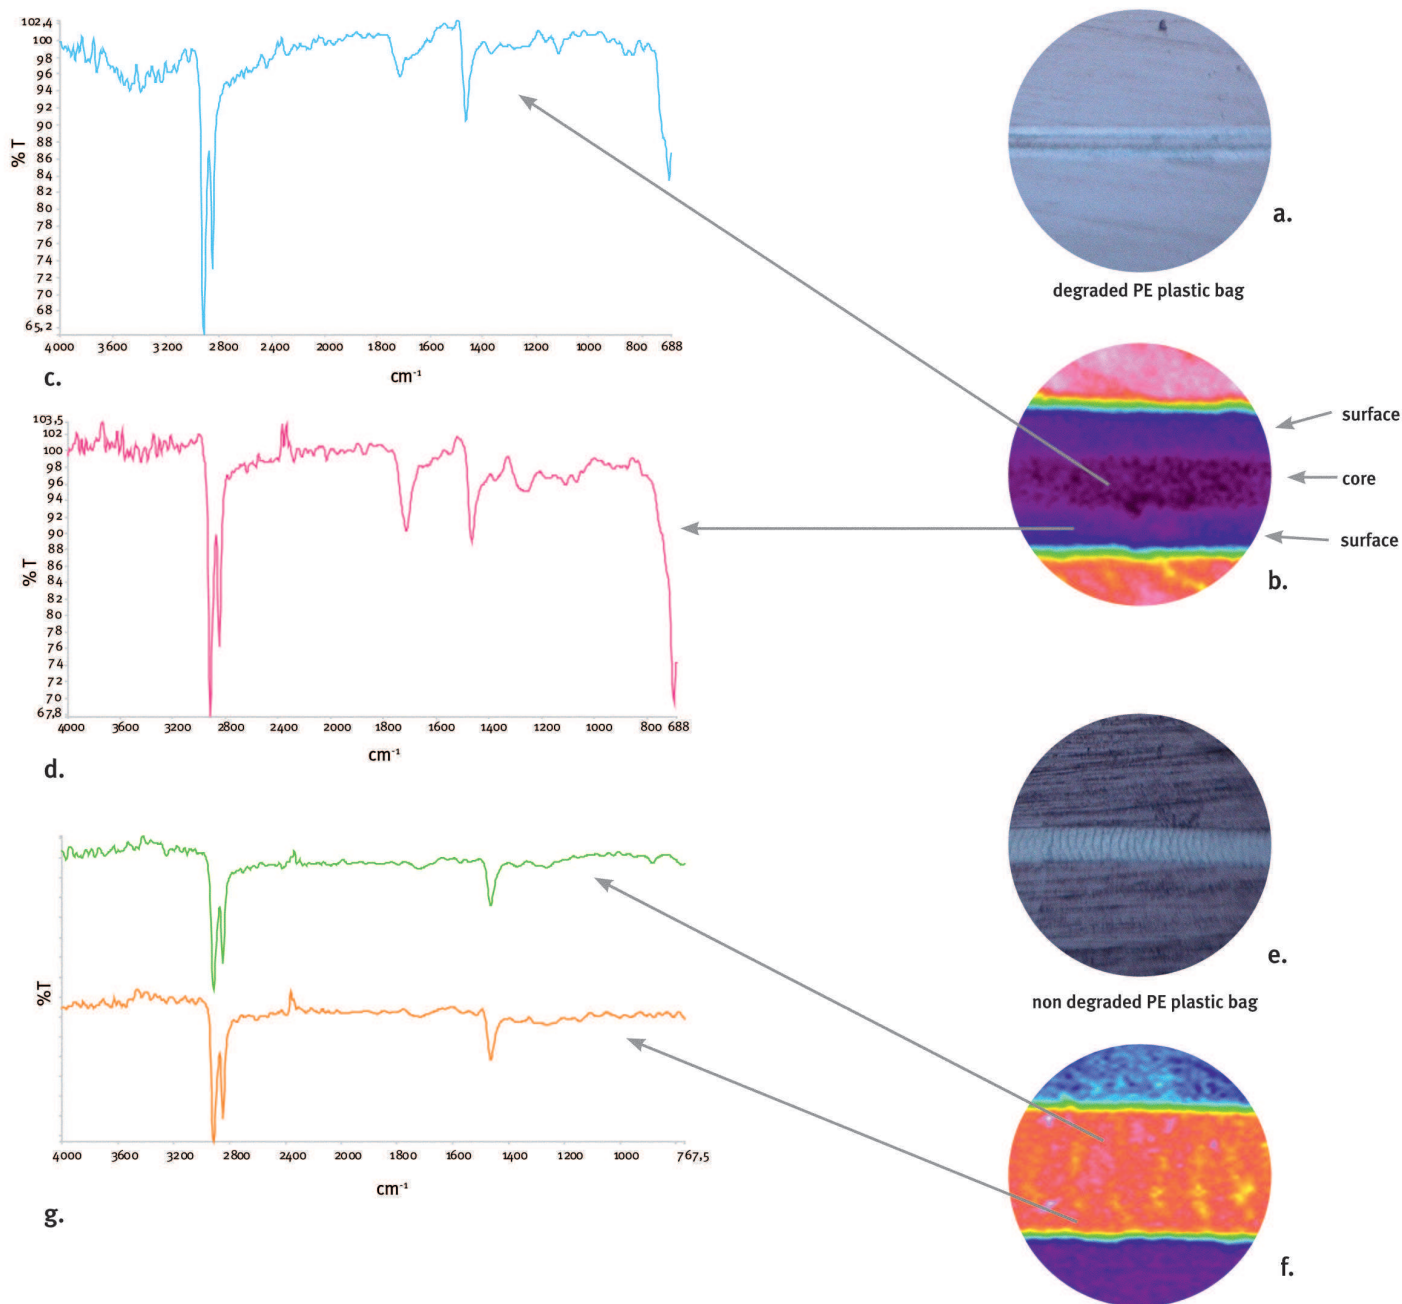 102,4
100
98
96
94
92
90
88
86
84
82
80
78
76
74
72
70
68
65,2
% T
4000 3600 3200 2800 2400 2000 1800 1600 1400 1200 1000 800 688
cm-1
c.
a.
degraded PE plastic bag
surface
core
surface
b.
103,5
102
100
98
96
94
92
90
88
86
84
82
80
78
76
74
72
70
67,8
% T
4000 3600 3200 2800 2400 2000 1800 1600 1400 1200 1000 800 688
cm-1
d.
e.
non degraded PE plastic bag
%T
4000 3600 3200 2800 2400 2000 1800 1600 1400 1200 1000 767,5
cm-1
g.
f.